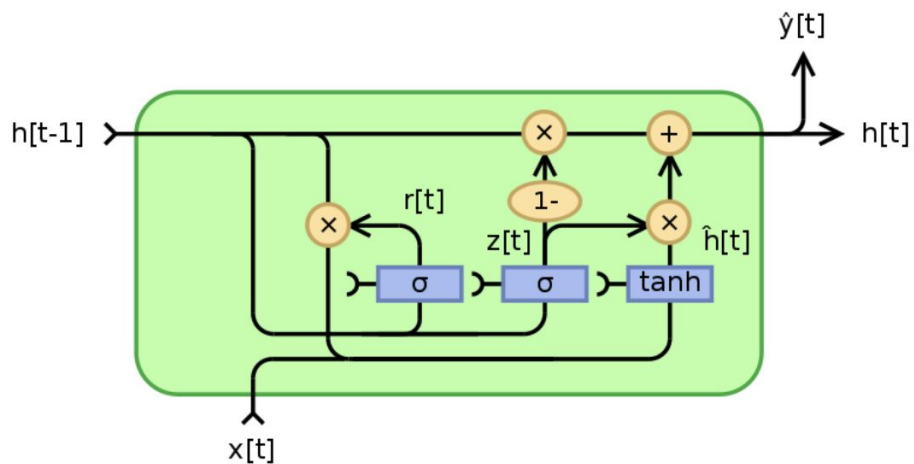 ŷ[t]
h[t-1]
×
+
h[t]
1-
r[t]
×
×
z[t]
ĥ[t]
σ
σ
tanh
x[t]